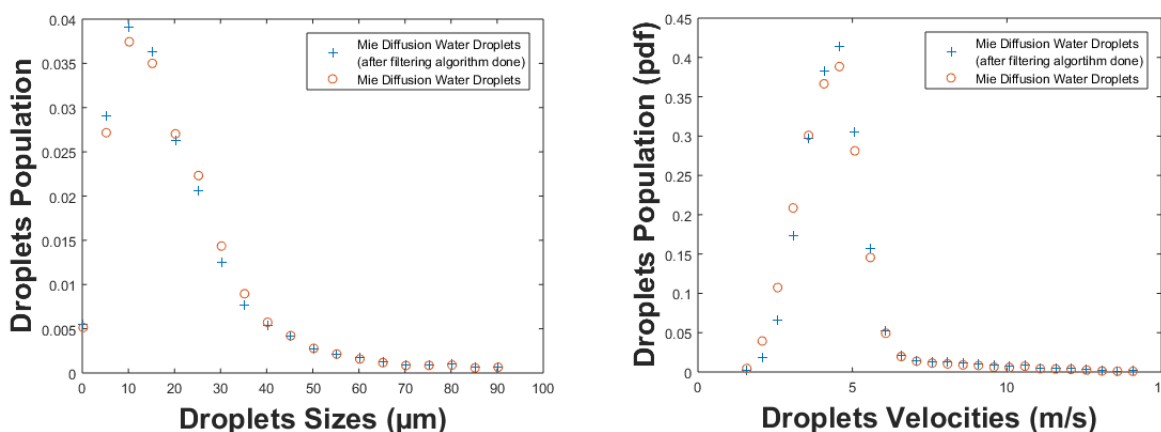 0.04
0.035
0.03
0.025
0.02
0.015
0.01
0.005
0
Droplets Population
Mie Diffusion Water Droplets
(after filtering algortihm done)
Mie Diffusion Water Droplets
0 10 20 30 40 50 60 70 80 90 100
Droplets Sizes (µm)
0.45
0.4
0.35
0.3
0.25
0.2
0.15
0.1
0.05
0
Droplets Population (pdf)
Mie Diffusion Water Droplets
(after filtering algorithm done)
Mie Diffusion Water Droplets
0 5 10 1
Droplets Velocities (m/s)